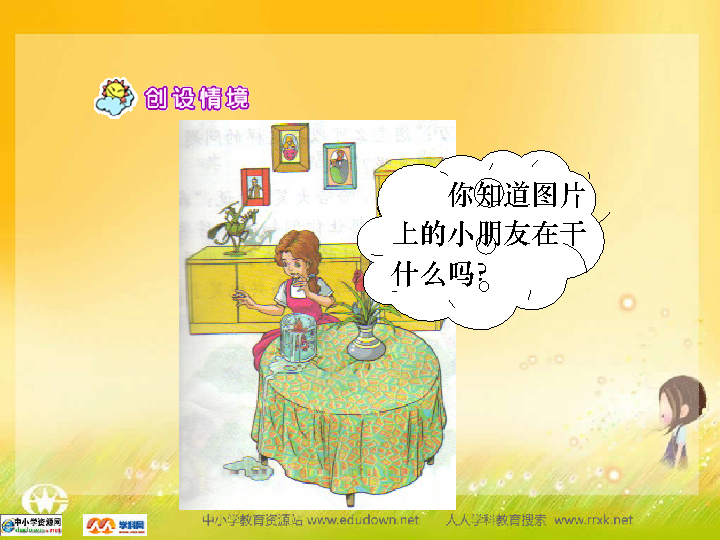 创设情境
你知道图片
上的小朋友在干
什么吗?
中小学资源网
学科网
中小学教育资源站 www.edudown.net 人人学科教育搜索 www.rrxk.net